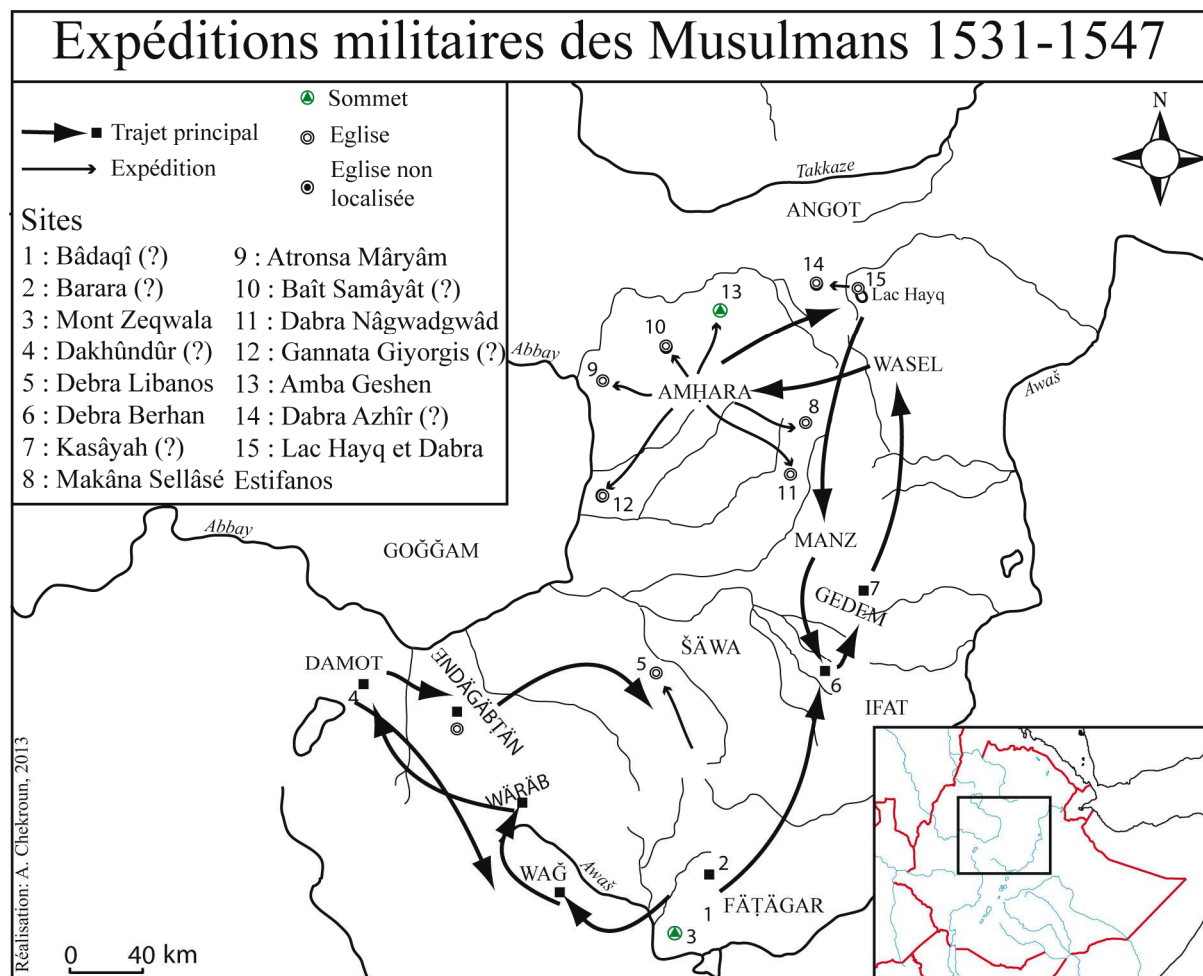 Expéditions militaires des Musulmans 1531-1547
Trajet principal
Expédition
Sommet
Eglise
Eglise non
localisée
Sites
1 : Bâdaqî (?)
2 : Barara (?)
3 : Mont Zeqwala
4 : Dakhûndûr (?)
5 : Debra Libanos
6 : Debra Berhan
7 : Kasâyah (?)
8 : Makâna Sellâsé
9 : Atronsa Mâryâm
10 : Baît Samâyât (?)
11 : Dabra Nâgwadgwâd
12 : Gannata Giyorgis (?)
13 : Amba Geshen
14 : Dabra Azhîr (?)
15 : Lac Hayq et Dabra
Estifanos
N
Takkaze
ANGOT
14
15
Lac Hayq
13
10
Abbay
9
AMḤARA
WASEL
Awaš
8
11
12
Abbay
GOǦǦAM
MANZ
7
GEDEM
ŠÄWA
DAMOT
ENDÄGÄBṬÄN
5
4
6
IFAT
WÄRÄB
WAǦ
Awaš
2
1
FÄṬÄGAR
3
0 40 km
Réalisation: A. Chekroun, 2013